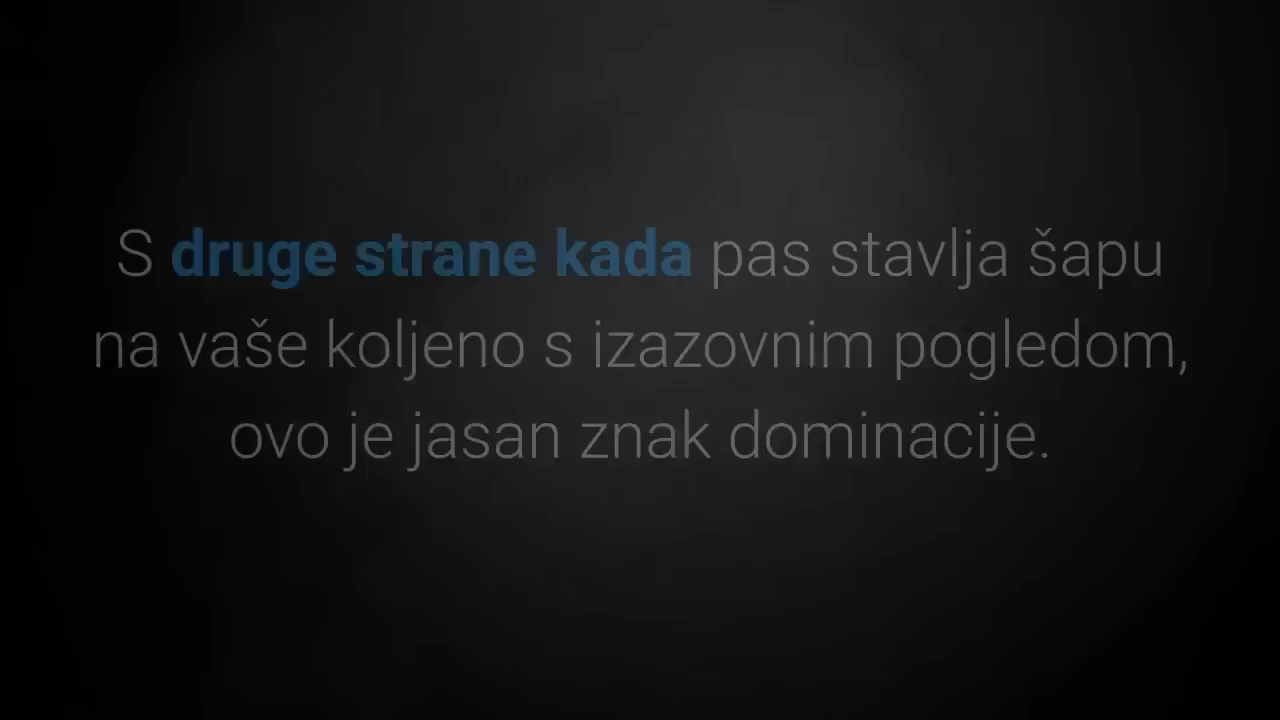 S druge strane kada pas stavlja šapu
na vaše koljeno s izazovnim pogledom,
ovo je jasan znak dominacije.